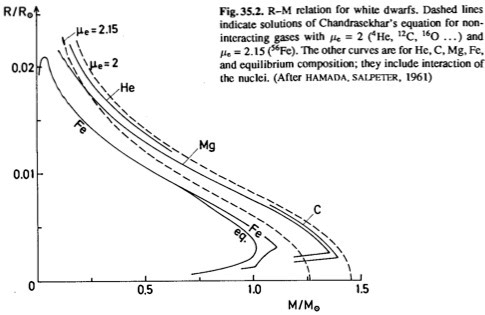 R/R⊙
Fig. 35.2. R–M relation for white dwarfs. Dashed lines
indicate solutions of Chandrasekhar's equation for non-
interacting gases with μe = 2 (⁴He, ¹²C, ¹⁶O ...) and
μe = 2.15 (⁵⁶Fe). The other curves are for He, C, Mg, Fe,
and equilibrium composition; they include interaction of
the nuclei. (After HAMADA, SALPETER, 1961)
μe = 2.15
μe = 2
0.02
He
Fe
Mg
0.01
C
Fe
eq.
0
0.5
1.0
1.5
M/M⊙